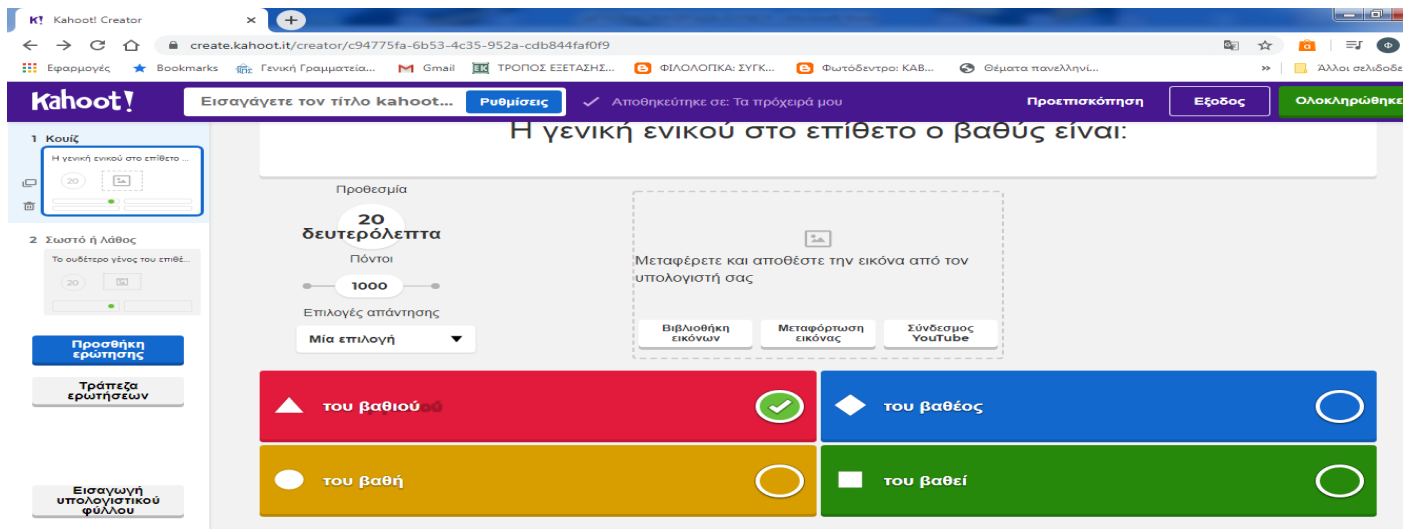 K! Kahoot! Creator
create.kahoot.it/creator/c94775fa-6b53-4c35-952a-cdb844faf0f9
Εφαρμογές Bookmarks Γενική Γραμματεία... Gmail ΤΡΟΠΟΣ ΕΞΕΤΑΣΗΣ... ΦΙΛΟΛΟΓΙΚΑ: ΣΥΓΚ... Φωτόδεντρο: ΚΑΒ... Θέματα πανελληνί... » Άλλοι σελιδοδε
Kahoot! Εισαγάγετε τον τίτλο kahoot... Ρυθμίσεις Αποθηκεύτηκε σε: Τα πρόχειρά μου Προεπισκόπηση Έξοδος Ολοκληρώθηκε
1 Κουίζ
Η γενική ενικού στο επίθετο ...
20
2 Σωστό ή Λάθος
Το ουδέτερο γένος του επιθέ...
20
Προσθήκη
ερώτησης
Τράπεζα
ερωτήσεων
Εισαγωγή
υπολογιστικού
φύλλου
Η γενική ενικού στο επίθετο ο βαθύς είναι:
Προθεσμία
20
δευτερόλεπτα
Πόντοι
1000
Επιλογές απάντησης
Μία επιλογή
Μεταφέρετε και αποθέστε την εικόνα από τον
υπολογιστή σας
Βιβλιοθήκη
εικόνων
Μεταφόρτωση
εικόνας
Σύνδεσμος
YouTube
του βαθιού
του βαθέος
του βαθή
του βαθεί